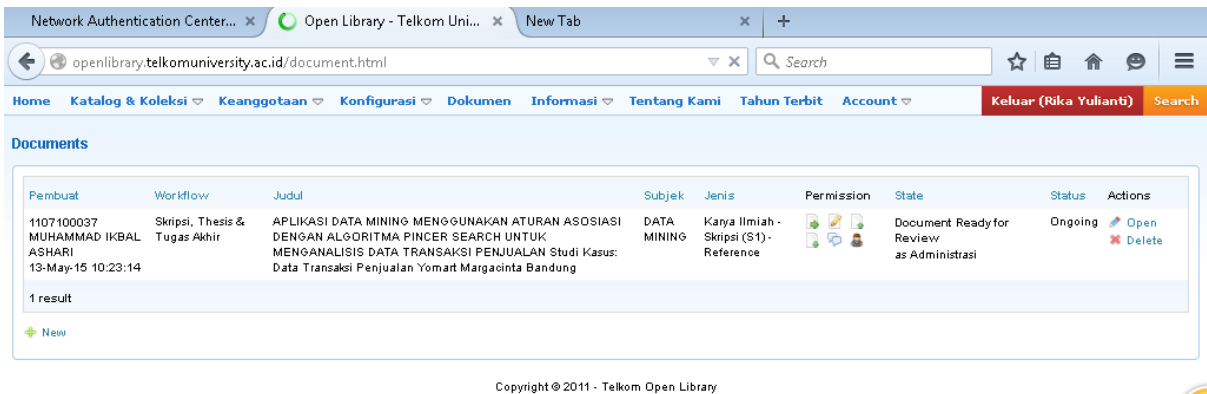 Network Authentication Center... Open Library - Telkom Uni... New Tab
openlibrary.telkomuniversity.ac.id/document.html Search
Home Katalog & Koleksi Keanggotaan Konfigurasi Dokumen Informasi Tentang Kami Tahun Terbit Account Keluar (Rika Yulianti) Search
Documents
Pembuat Workflow Judul Subjek Jenis Permission State Status Actions
1107100037 Skripsi, Thesis & APLIKASI DATA MINING MENGGUNAKAN ATURAN ASOSIASI DATA Karya Ilmiah - Document Ready for Ongoing Open
MUHAMMAD IKBAL Tugas Akhir DENGAN ALGORITMA PINCER SEARCH UNTUK MINING Skripsi (S1) - Review Delete
ASHARI MENGANALISIS DATA TRANSAKSI PENJUALAN Studi Kasus: Reference as Administrasi
13-May-15 10:23:14 Data Transaksi Penjualan Yomart Margacinta Bandung
1 result
New
Copyright © 2011 - Telkom Open Library